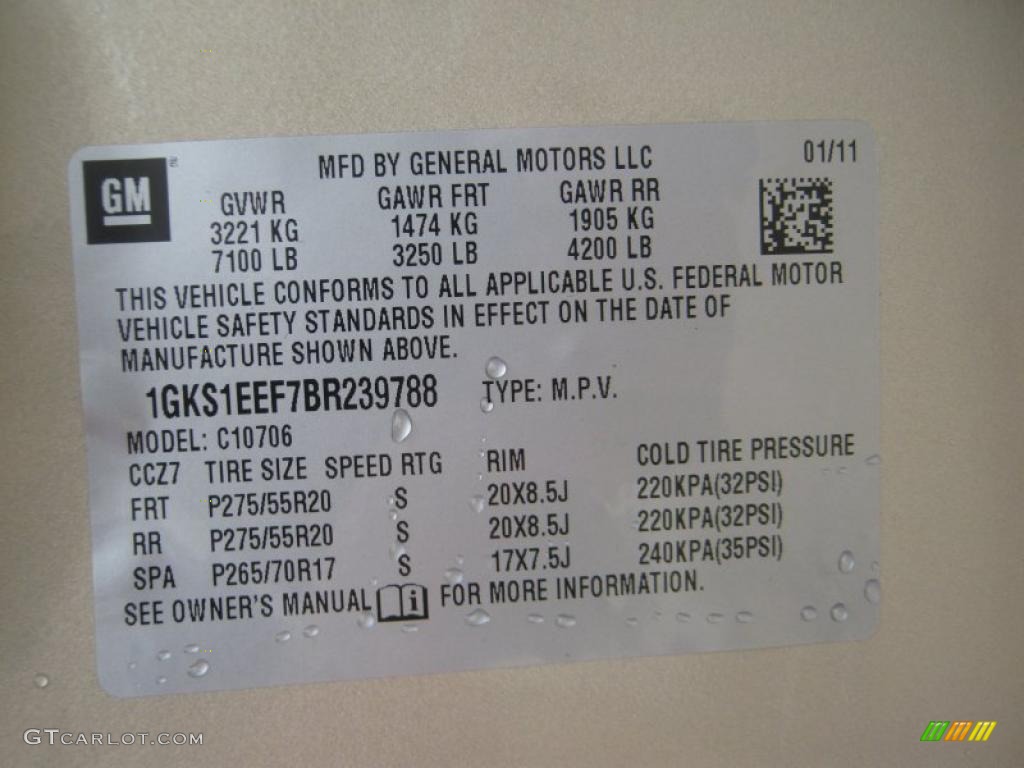 MFD BY GENERAL MOTORS LLC 01/11
GM
TM
GVWR GAWR FRT GAWR RR
3221 KG 1474 KG 1905 KG
7100 LB 3250 LB 4200 LB
THIS VEHICLE CONFORMS TO ALL APPLICABLE U.S. FEDERAL MOTOR
VEHICLE SAFETY STANDARDS IN EFFECT ON THE DATE OF
MANUFACTURE SHOWN ABOVE.
1GKS1EEF7BR239788 TYPE: M.P.V.
MODEL: C10706
CCZ7 TIRE SIZE SPEED RTG RIM COLD TIRE PRESSURE
FRT P275/55R20 S 20X8.5J 220KPA(32PSI)
RR P275/55R20 S 20X8.5J 220KPA(32PSI)
SPA P265/70R17 S 17X7.5J 240KPA(35PSI)
SEE OWNER'S MANUAL i FOR MORE INFORMATION.
GTCARLOT.COM